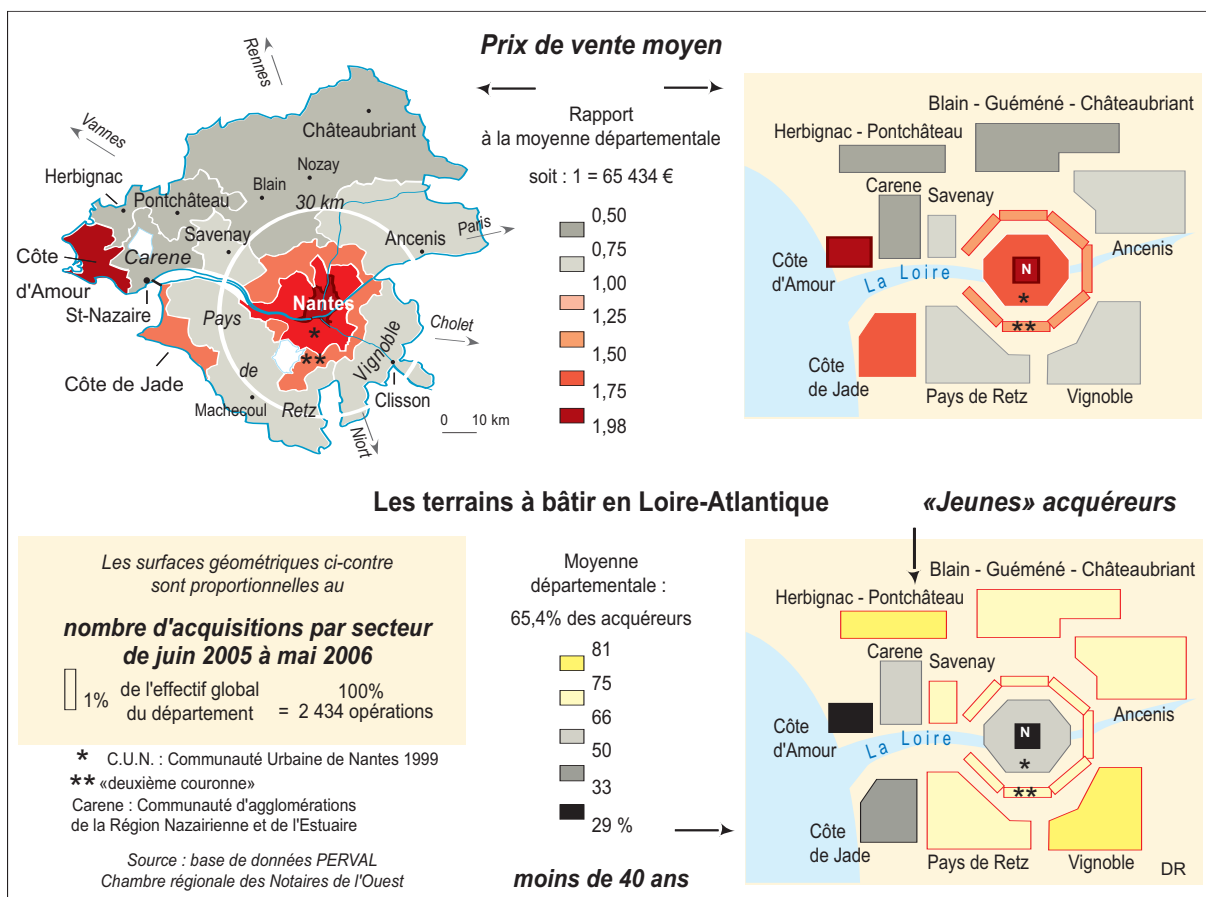 Prix de vente moyen
Rennes
Vannes
Châteaubriant
Herbignac
Nozay
Blain
Pontchâteau
30 km
Savenay
Paris
Ancenis
Côte
d'Amour
Carene
St-Nazaire
Nantes
Pays
*
Cholet
**
Vignoble
de
Côte de Jade
Clisson
Machecoul
Retz
Niort
0 10 km
Rapport
à la moyenne départementale
soit : 1 = 65 434 €
0,50
0,75
1,00
1,25
1,50
1,75
1,98
Blain - Guéméné - Châteaubriant
Herbignac - Pontchâteau
Carene
Savenay
Ancenis
Côte
d'Amour
La Loire
N
*
**
Côte
de Jade
Pays de Retz
Vignoble
Les terrains à bâtir en Loire-Atlantique
«Jeunes» acquéreurs
Les surfaces géométriques ci-contre
sont proportionnelles au
nombre d'acquisitions par secteur
de juin 2005 à mai 2006
1% de l'effectif global
du département
100%
= 2 434 opérations
* C.U.N. : Communauté Urbaine de Nantes 1999
** «deuxième couronne»
Carene : Communauté d'agglomérations
de la Région Nazairienne et de l'Estuaire
Source : base de données PERVAL
Chambre régionale des Notaires de l'Ouest
Moyenne
départementale :
65,4% des acquéreurs
81
75
66
50
33
29 %
moins de 40 ans
Blain - Guéméné - Châteaubriant
Herbignac - Pontchâteau
Carene
Savenay
Ancenis
Côte
d'Amour
La Loire
N
*
**
Côte
de Jade
Pays de Retz
Vignoble
DR